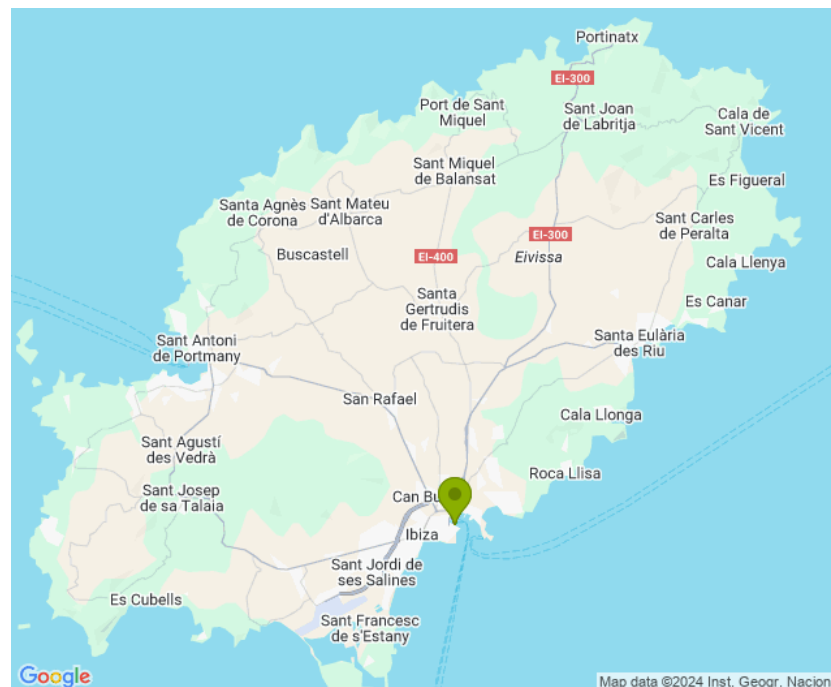 Portinatx
EI-300
Port de Sant
Miquel
Sant Joan
de Labritja
Cala de
Sant Vicent
Sant Miquel
de Balansat
Es Figueral
Santa Agnès
de Corona
Sant Mateu
d'Albarca
Sant Carles
de Peralta
EI-300
Buscastell
EI-400
Eivissa
Cala Llenya
Santa
Gertrudis
de Fruitera
Es Canar
Sant Antoni
de Portmany
Santa Eulària
des Riu
San Rafael
Cala Llonga
Sant Agustí
des Vedrà
Roca Llisa
Sant Josep
de sa Talaia
Can
Ibiza
Sant Jordi de
ses Salines
Es Cubells
Sant Francesc
de s'Estany
Google
Map data ©2024 Inst. Geogr. Nacion